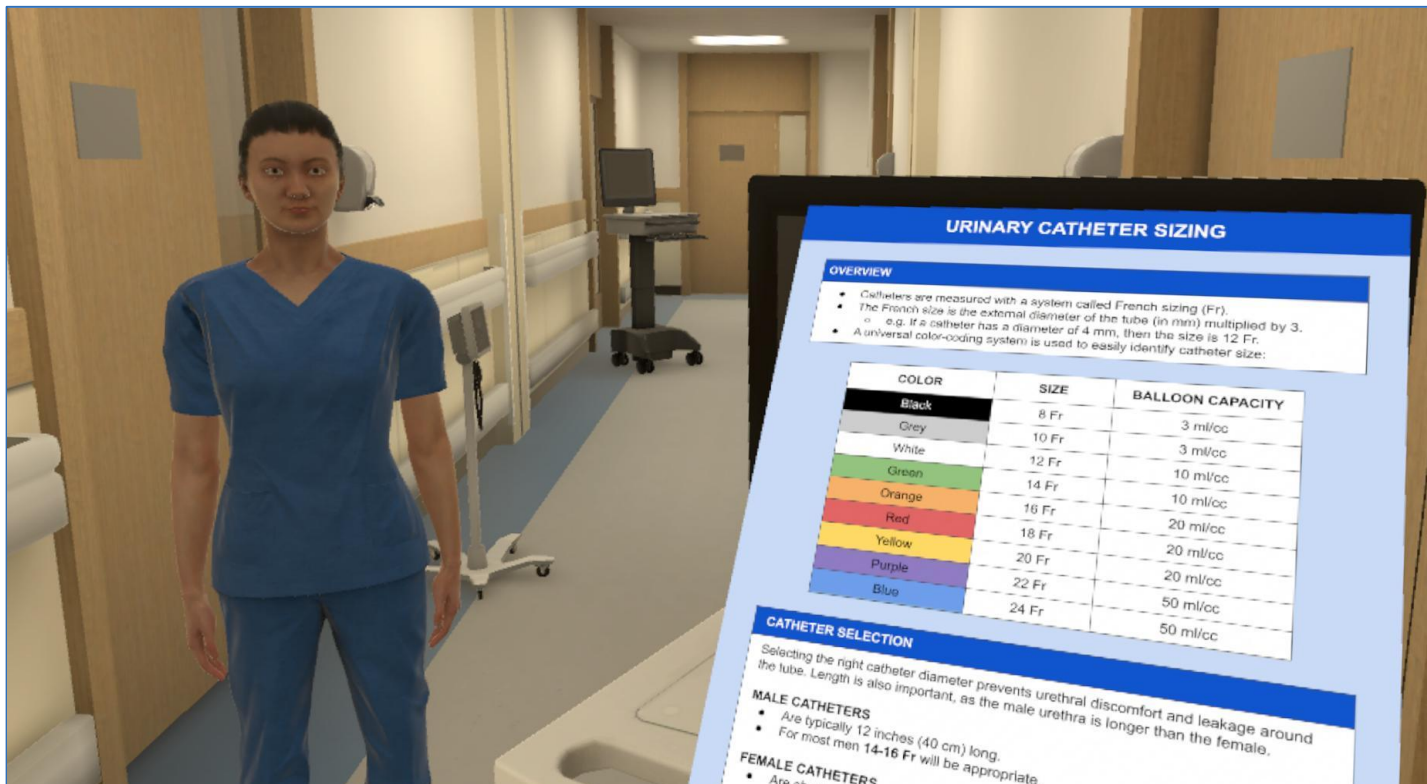 URINARY CATHETER SIZING
OVERVIEW
• Catheters are measured with a system called French sizing (Fr).
• The French size is the external diameter of the tube (in mm) multiplied by 3.
○ e.g. If a catheter has a diameter of 4 mm, then the size is 12 Fr.
• A universal color-coding system is used to easily identify catheter size:
COLOR SIZE BALLOON CAPACITY
Black 8 Fr 3 ml/cc
Grey 10 Fr 3 ml/cc
White 12 Fr 10 ml/cc
Green 14 Fr 10 ml/cc
Orange 16 Fr 20 ml/cc
Red 18 Fr 20 ml/cc
Yellow 20 Fr 20 ml/cc
Purple 22 Fr 50 ml/cc
Blue 24 Fr 50 ml/cc
CATHETER SELECTION
Selecting the right catheter diameter prevents urethral discomfort and leakage around
the tube. Length is also important, as the male urethra is longer than the female.
MALE CATHETERS
• Are typically 12 inches (40 cm) long.
• For most men 14-16 Fr will be appropriate
FEMALE CATHETERS
• Are